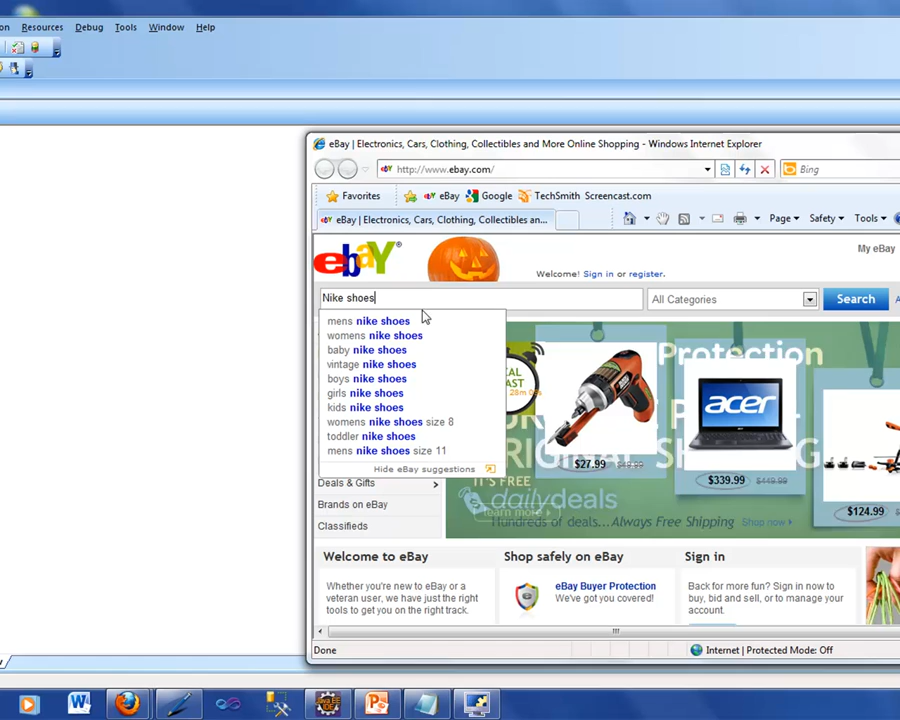 on Resources Debug Tools Window Help
eBay | Electronics, Cars, Clothing, Collectibles and More Online Shopping - Windows Internet Explorer
http://www.ebay.com/
Bing
Favorites eBay Google TechSmith Screencast.com
eBay | Electronics, Cars, Clothing, Collectibles an...
Page Safety Tools
ebay®
My eBay
Welcome! Sign in or register.
Nike shoes
All Categories
Search
mens nike shoes
womens nike shoes
baby nike shoes
vintage nike shoes
boys nike shoes
girls nike shoes
kids nike shoes
womens nike shoes size 8
toddler nike shoes
mens nike shoes size 11
Hide eBay suggestions
Protection
acer
$27.99 $49.99
$339.99 $449.99
$124.99
Deals & Gifts
Brands on eBay
Classifieds
IT'S FREE
dailydeals
learn more
Hundreds of deals...Always Free Shipping Shop now
Welcome to eBay
Whether you're new to eBay or a
veteran user, we have just the right
tools to get you on the right track.
Shop safely on eBay
eBay Buyer Protection
We've got you covered!
Sign in
Back for more fun? Sign in now to
buy, bid and sell, or to manage your
account.
Done
Internet | Protected Mode: Off
Java EE
IDE